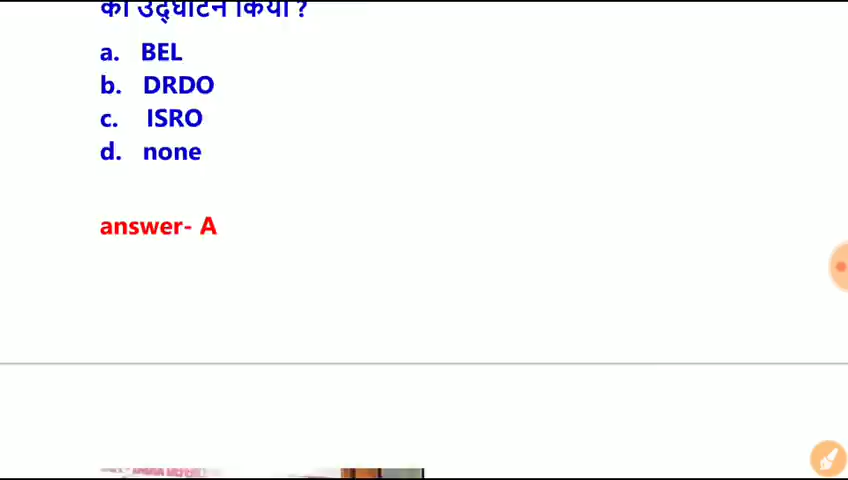 का उद्घाटन किया ?
a. BEL
b. DRDO
c. ISRO
d. none
answer- A